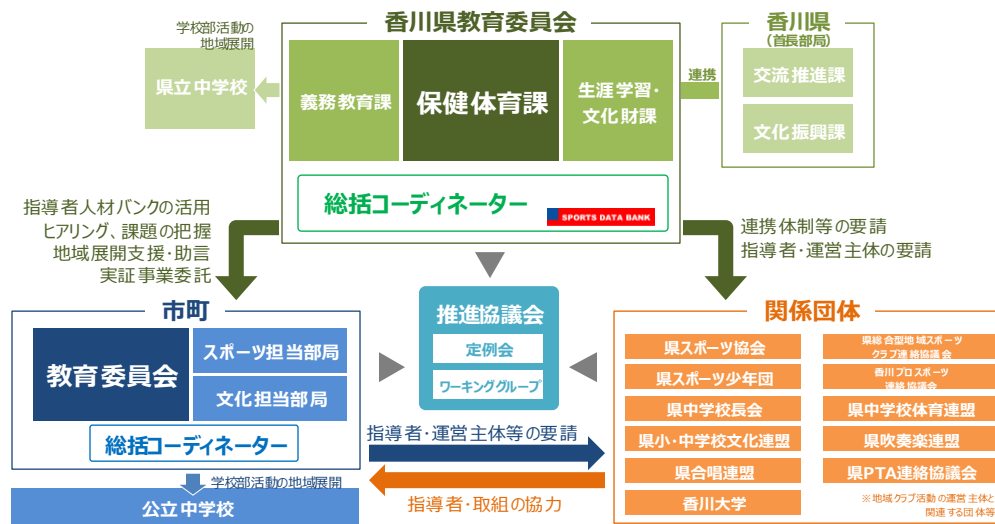 香川県教育委員会
香川県
(首長部局)
学校部活動の
地域展開
県立中学校
義務教育課
保健体育課
生涯学習・
文化財課
連携
交流推進課
文化振興課
総括コーディネーター
SPORTS DATA BANK
指導者人材バンクの活用
ヒアリング、課題の把握
地域展開支援・助言
実証事業委託
連携体制等の要請
指導者・運営主体の要請
市町
教育委員会
スポーツ担当部局
文化担当部局
総括コーディネーター
学校部活動の地域展開
公立中学校
推進協議会
定例会
ワーキンググループ
指導者・運営主体等の要請
指導者・取組の協力
関係団体
県スポーツ協会
県総合型地域スポーツ
クラブ連絡協議会
県スポーツ少年団
香川プロスポーツ
連絡協議会
県中学校長会
県中学校体育連盟
県小・中学校文化連盟
県吹奏楽連盟
県合唱連盟
県PTA連絡協議会
香川大学
※地域クラブ活動の運営主体と
関連する団体等